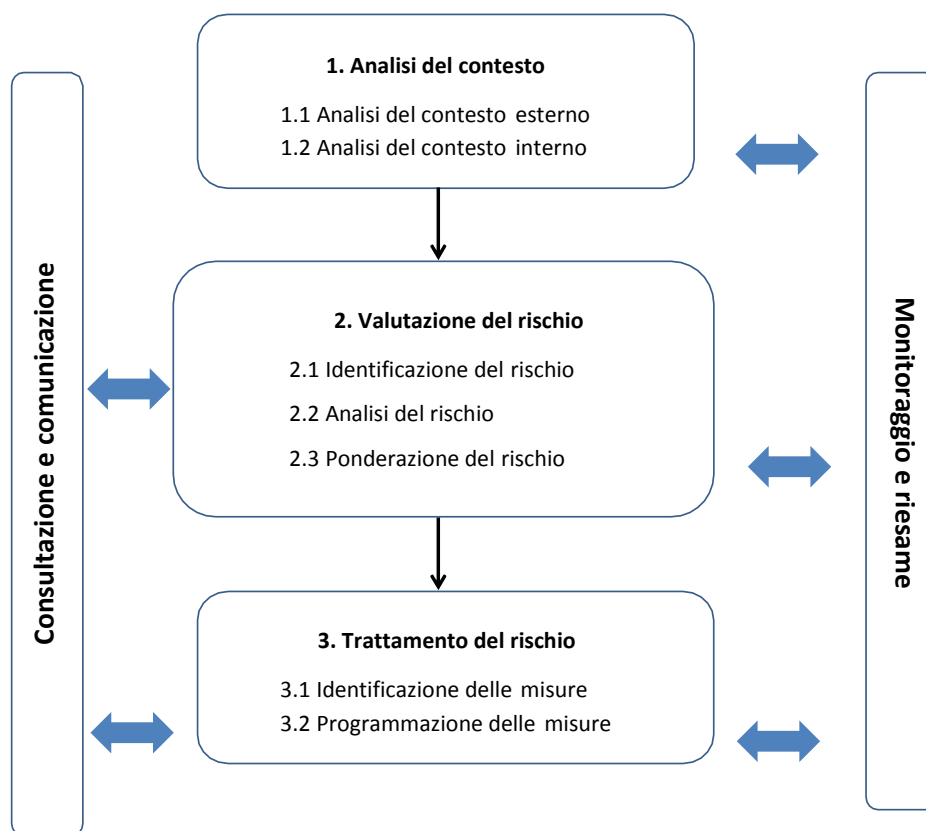 1. Analisi del contesto
1.1 Analisi del contesto esterno
1.2 Analisi del contesto interno
Consultazione e comunicazione
2. Valutazione del rischio
2.1 Identificazione del rischio
2.2 Analisi del rischio
2.3 Ponderazione del rischio
Monitoraggio e riesame
3. Trattamento del rischio
3.1 Identificazione delle misure
3.2 Programmazione delle misure